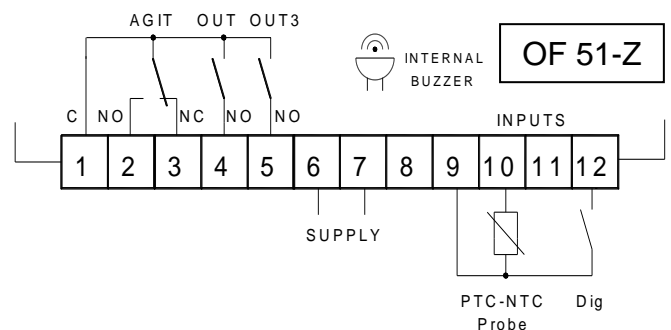 AGIT OUT OUT3
INTERNAL
BUZZER
OF 51-Z
C NO NC NO NO
INPUTS
1 2 3 4 5 6 7 8 9 10 11 12
SUPPLY
PTC-NTC Dig
Probe